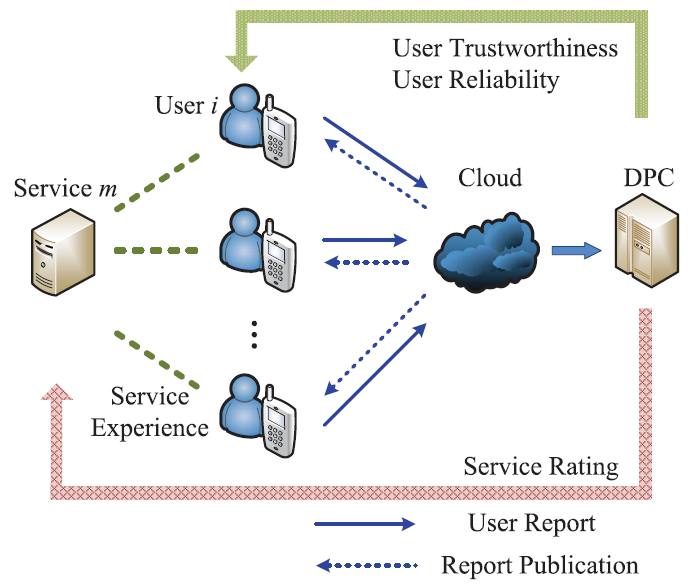 User Trustworthiness
User Reliability
User i
Service m
Cloud
DPC
Service
Experience
Service Rating
User Report
Report Publication